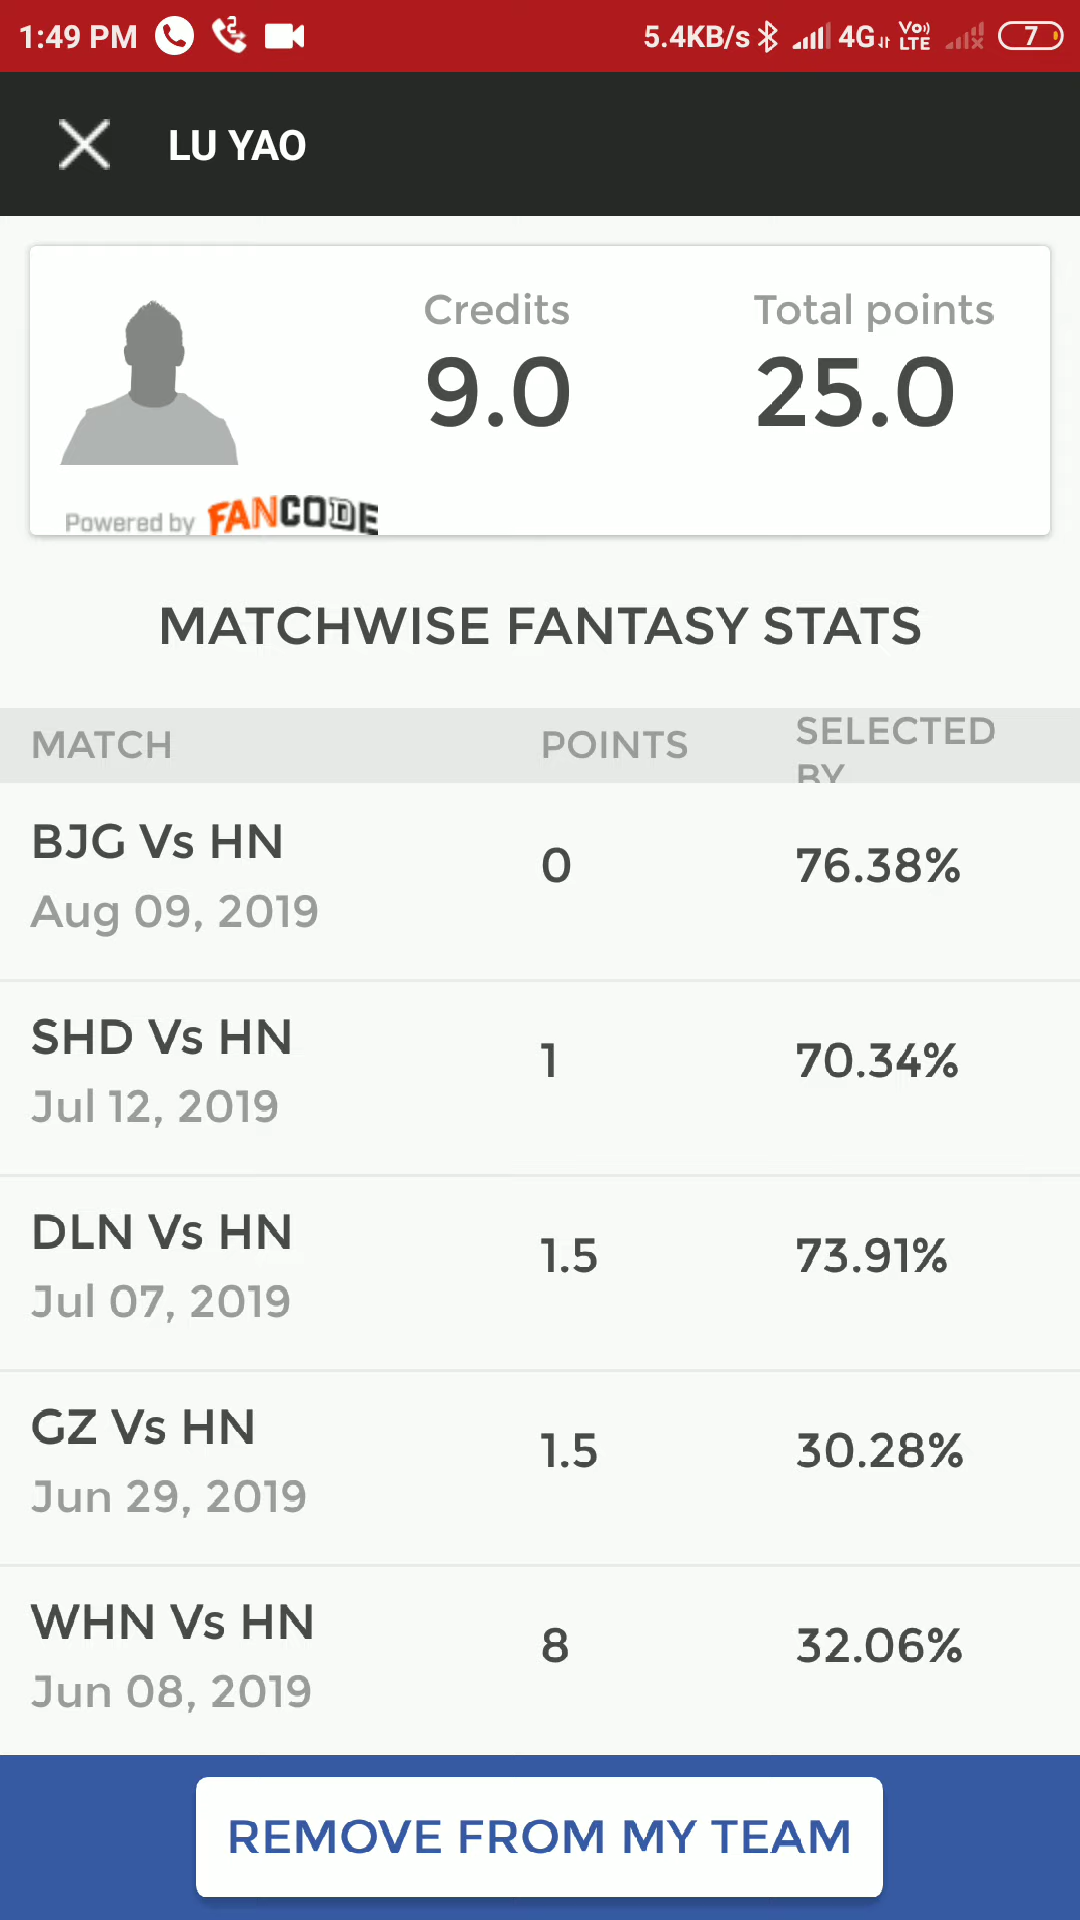 1:49 PM 5.4KB/s 4G VoLTE 7
LU YAO
Credits Total points
9.0 25.0
Powered by FANCODE
MATCHWISE FANTASY STATS
MATCH POINTS SELECTED BY
BJG Vs HN 0 76.38%
Aug 09, 2019
SHD Vs HN 1 70.34%
Jul 12, 2019
DLN Vs HN 1.5 73.91%
Jul 07, 2019
GZ Vs HN 1.5 30.28%
Jun 29, 2019
WHN Vs HN 8 32.06%
Jun 08, 2019
REMOVE FROM MY TEAM